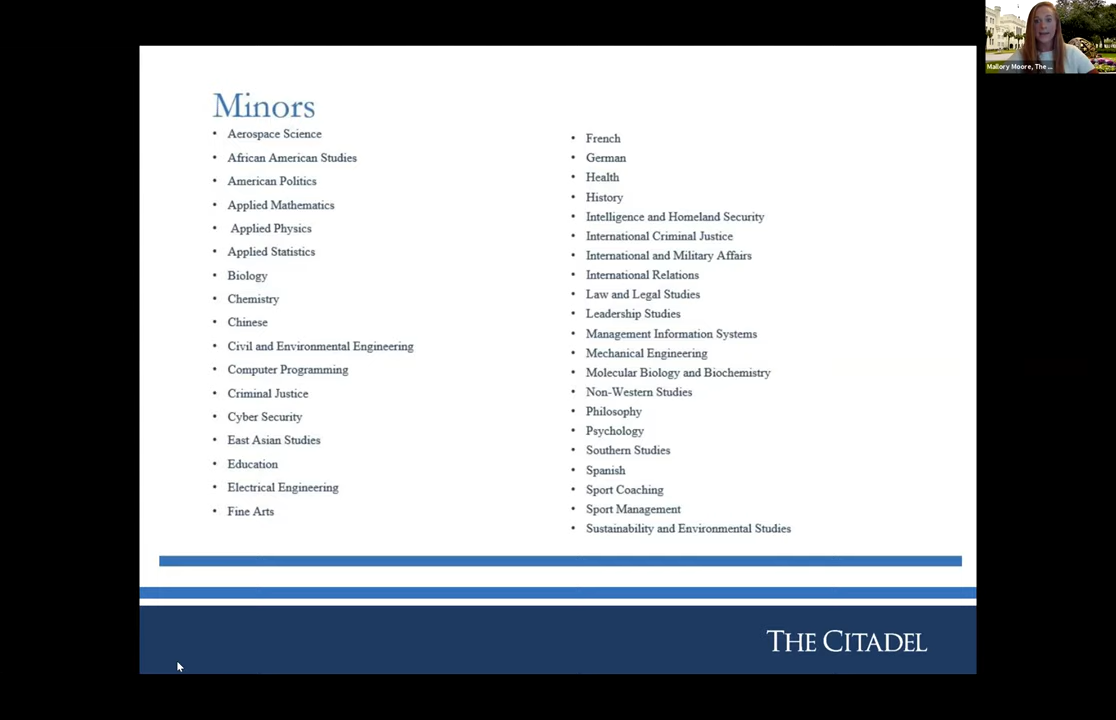 Minors
• Aerospace Science
• African American Studies
• American Politics
• Applied Mathematics
• Applied Physics
• Applied Statistics
• Biology
• Chemistry
• Chinese
• Civil and Environmental Engineering
• Computer Programming
• Criminal Justice
• Cyber Security
• East Asian Studies
• Education
• Electrical Engineering
• Fine Arts
• French
• German
• Health
• History
• Intelligence and Homeland Security
• International Criminal Justice
• International and Military Affairs
• International Relations
• Law and Legal Studies
• Leadership Studies
• Management Information Systems
• Mechanical Engineering
• Molecular Biology and Biochemistry
• Non-Western Studies
• Philosophy
• Psychology
• Southern Studies
• Spanish
• Sport Coaching
• Sport Management
• Sustainability and Environmental Studies
THE CITADEL
Mallory Moore, The ...